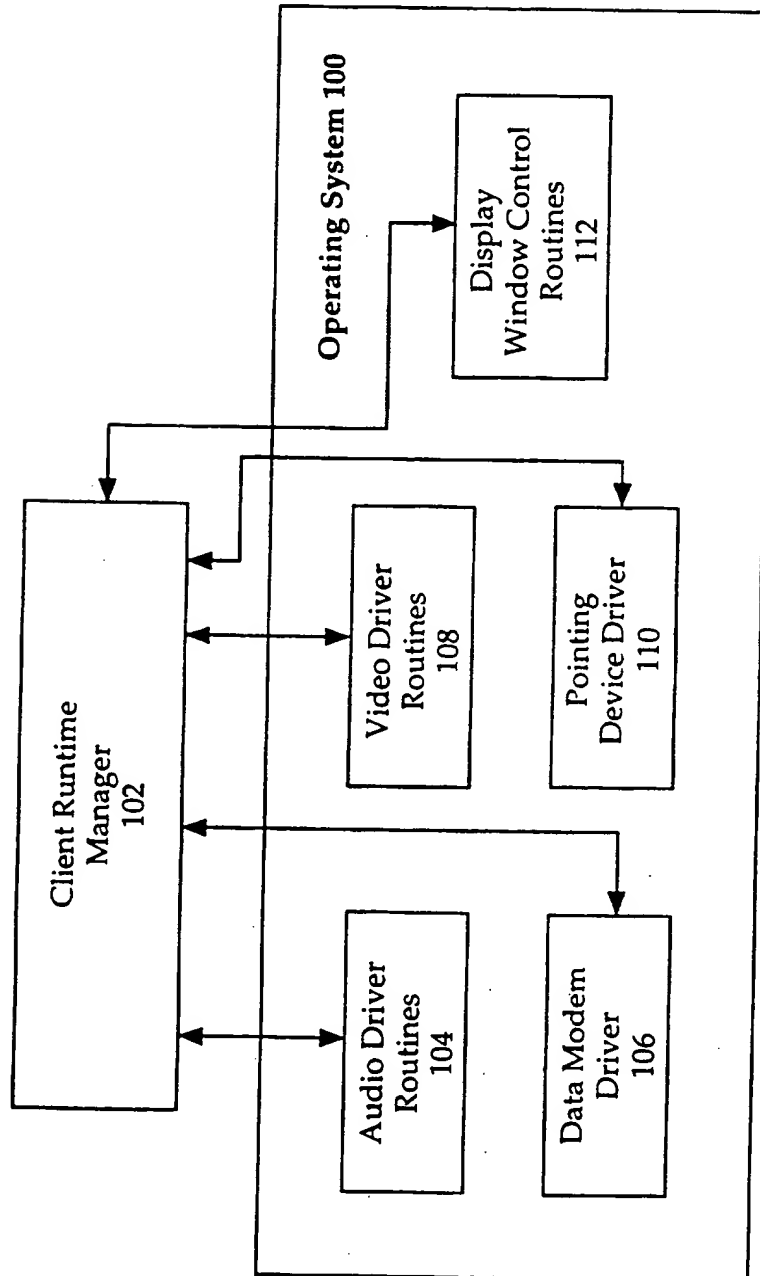 Client Runtime
Manager
102
Operating System 100
Audio Driver
Routines
104
Video Driver
Routines
108
Display
Window Control
Routines
112
Data Modem
Driver
106
Pointing
Device Driver
110